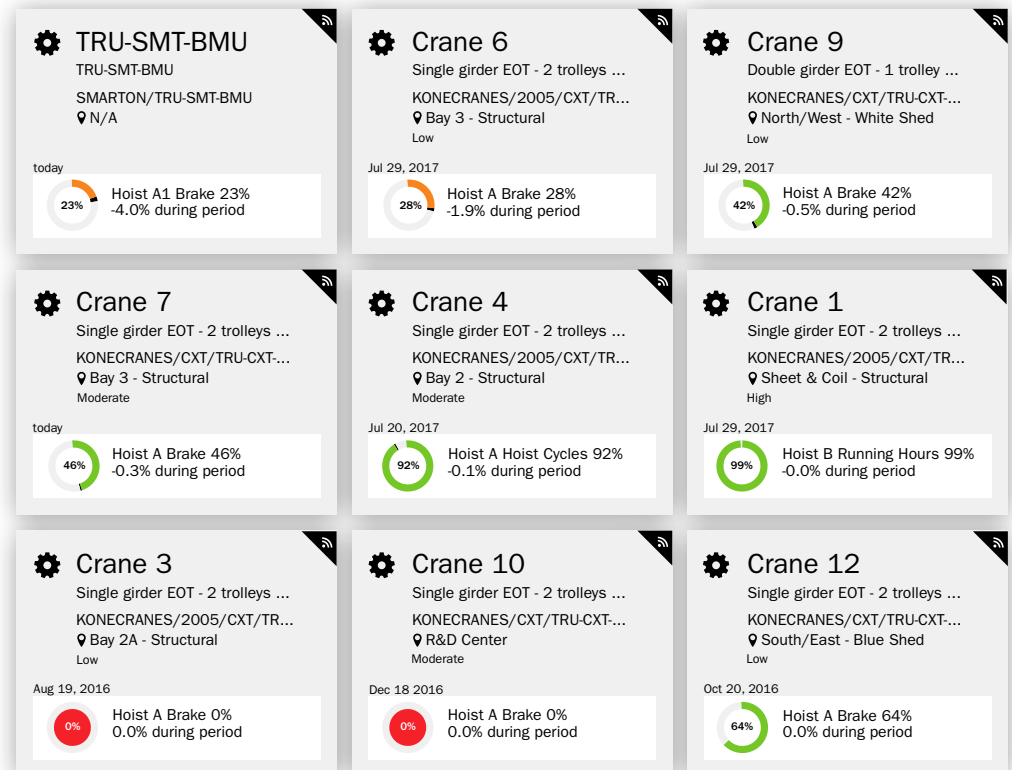 TRU-SMT-BMU
TRU-SMT-BMU
SMARTON/TRU-SMT-BMU
N/A
today
23%
Hoist A1 Brake 23%
-4.0% during period
Crane 6
Single girder EOT - 2 trolleys ...
KONECRANES/2005/CXT/TR...
Bay 3 - Structural
Low
Jul 29, 2017
28%
Hoist A Brake 28%
-1.9% during period
Crane 9
Double girder EOT - 1 trolley ...
KONECRANES/CXT/TRU-CXT-...
North/West - White Shed
Low
Jul 29, 2017
42%
Hoist A Brake 42%
-0.5% during period
Crane 7
Single girder EOT - 2 trolleys ...
KONECRANES/CXT/TRU-CXT-...
Bay 3 - Structural
Moderate
today
46%
Hoist A Brake 46%
-0.3% during period
Crane 4
Single girder EOT - 2 trolleys ...
KONECRANES/2005/CXT/TR...
Bay 2 - Structural
Moderate
Jul 20, 2017
92%
Hoist A Hoist Cycles 92%
-0.1% during period
Crane 1
Single girder EOT - 2 trolleys ...
KONECRANES/2005/CXT/TR...
Sheet & Coil - Structural
High
Jul 29, 2017
99%
Hoist B Running Hours 99%
-0.0% during period
Crane 3
Single girder EOT - 2 trolleys ...
KONECRANES/2005/CXT/TR...
Bay 2A - Structural
Low
Aug 19, 2016
0%
Hoist A Brake 0%
0.0% during period
Crane 10
Single girder EOT - 2 trolleys ...
KONECRANES/CXT/TRU-CXT-...
R&D Center
Moderate
Dec 18 2016
0%
Hoist A Brake 0%
0.0% during period
Crane 12
Single girder EOT - 2 trolleys ...
KONECRANES/CXT/TRU-CXT-...
South/East - Blue Shed
Low
Oct 20, 2016
64%
Hoist A Brake 64%
0.0% during period